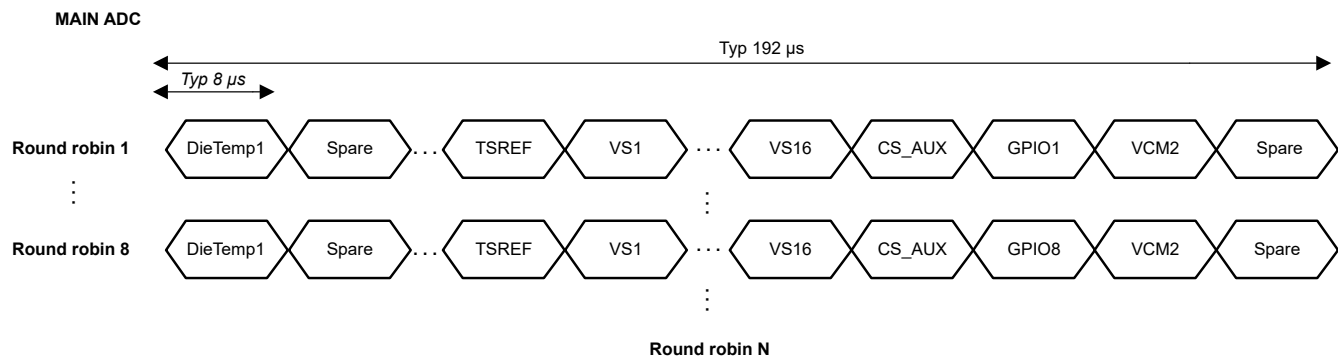 MAIN ADC
Typ 192 µs
Typ 8 µs
Round robin 1 DieTemp1 Spare ... TSREF VS1 ... VS16 CS_AUX GPIO1 VCM2 Spare
Round robin 8 DieTemp1 Spare ... TSREF VS1 ... VS16 CS_AUX GPIO8 VCM2 Spare
Round robin N